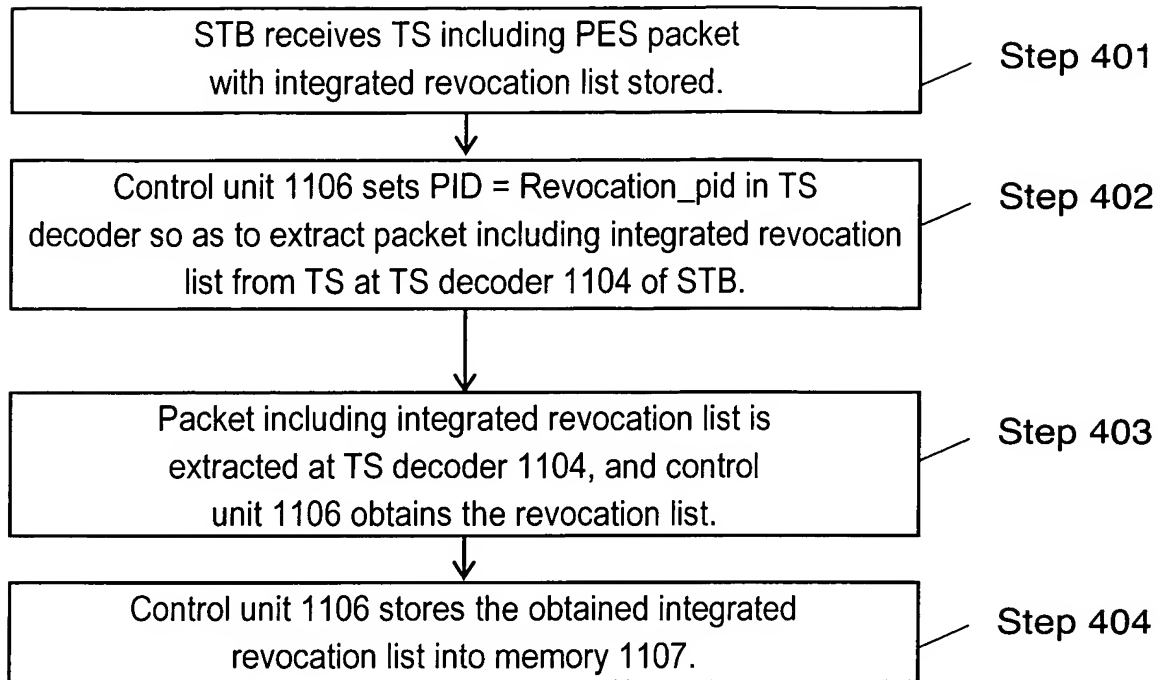 STB receives TS including PES packet
with integrated revocation list stored.
Step 401
Control unit 1106 sets PID = Revocation_pid in TS
decoder so as to extract packet including integrated revocation
list from TS at TS decoder 1104 of STB.
Step 402
Packet including integrated revocation list is
extracted at TS decoder 1104, and control
unit 1106 obtains the revocation list.
Step 403
Control unit 1106 stores the obtained integrated
revocation list into memory 1107.
Step 404